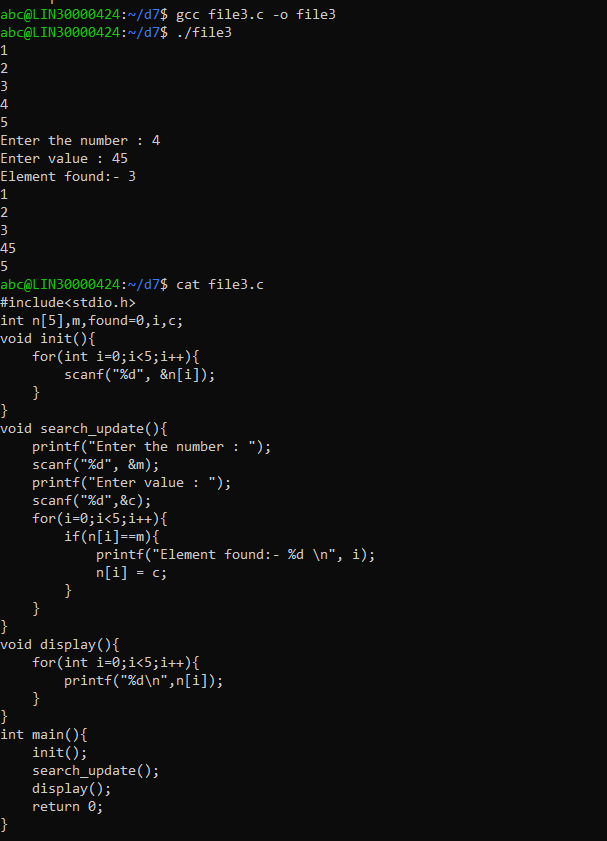 abc@LIN30000424:~/d7$ gcc file3.c -o file3
abc@LIN30000424:~/d7$ ./file3
1
2
3
4
5
Enter the number : 4
Enter value : 45
Element found:- 3
1
2
3
45
5
abc@LIN30000424:~/d7$ cat file3.c
#include<stdio.h>
int n[5],m,found=0,i,c;
void init(){
    for(int i=0;i<5;i++){
        scanf("%d", &n[i]);
    }
}
void search_update(){
    printf("Enter the number : ");
    scanf("%d", &m);
    printf("Enter value : ");
    scanf("%d",&c);
    for(i=0;i<5;i++){
        if(n[i]==m){
            printf("Element found:- %d \n", i);
            n[i] = c;
        }
    }
}
void display(){
    for(int i=0;i<5;i++){
        printf("%d\n",n[i]);
    }
}
int main(){
    init();
    search_update();
    display();
    return 0;
}